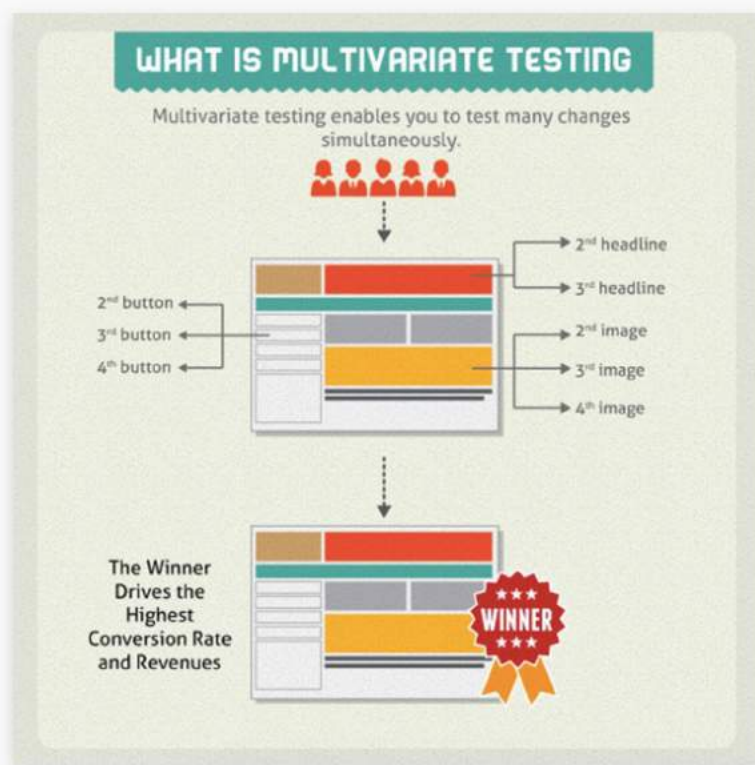 WHAT IS MULTIVARIATE TESTING
Multivariate testing enables you to test many changes
simultaneously.
2nd headline
3rd headline
2nd button
3rd button
4th button
2nd image
3rd image
4th image
The Winner
Drives the
Highest
Conversion Rate
and Revenues
WINNER